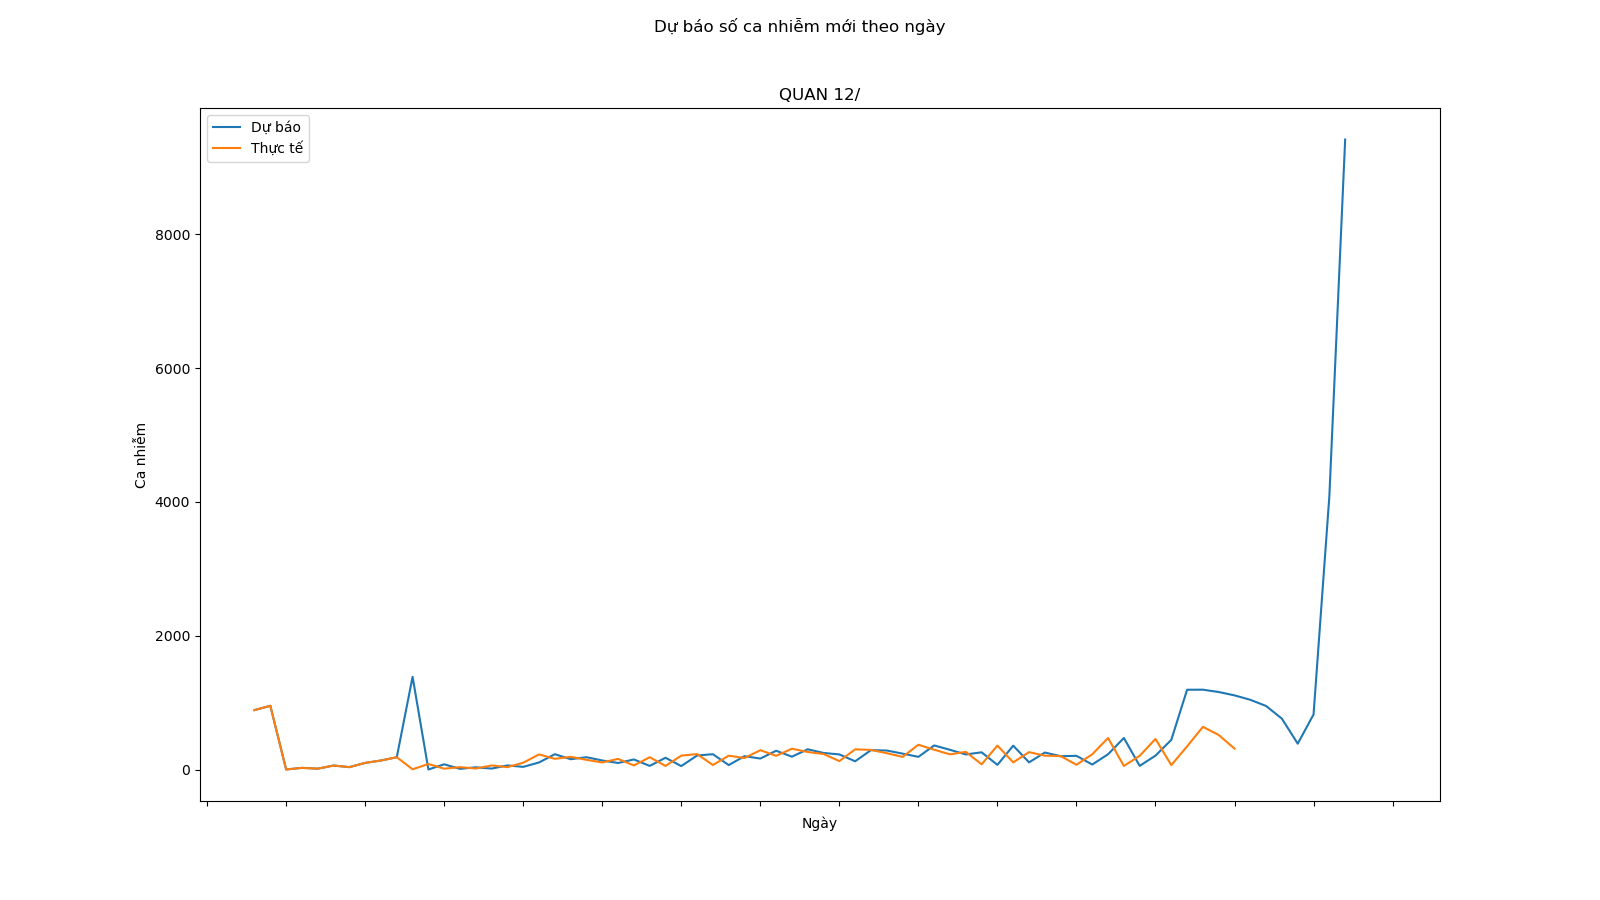 Dự báo số ca nhiễm mới theo ngày
QUAN 12/
Dự báo
Thực tế
8000
6000
4000
2000
0
Ca nhiễm
Ngày